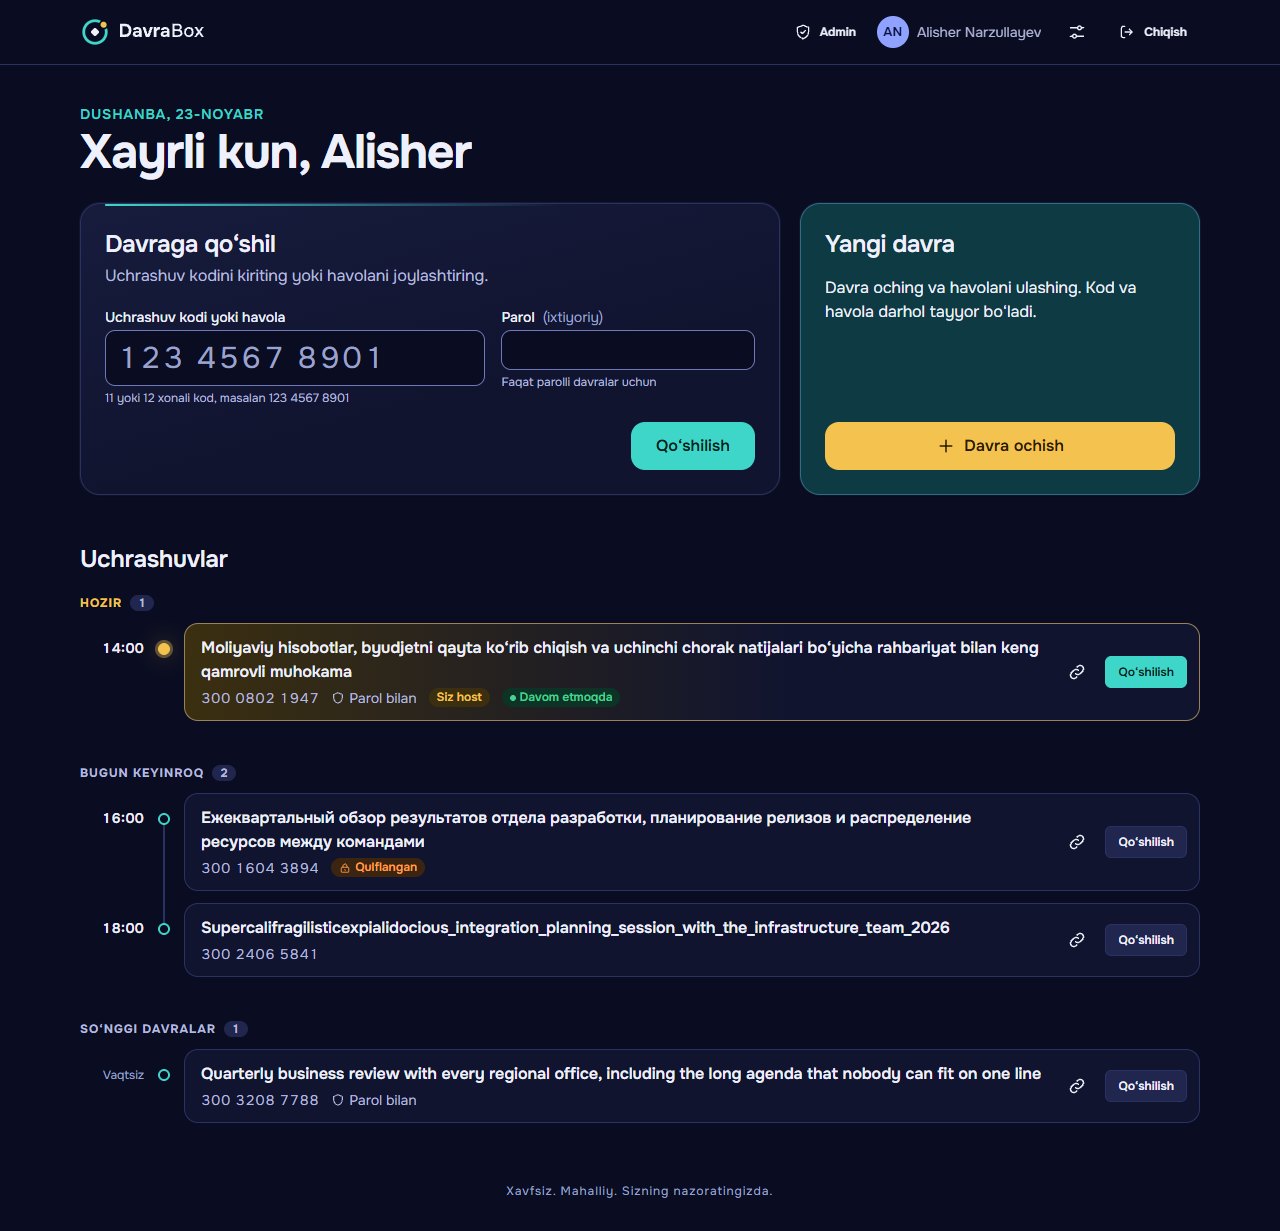 DavraBox
Admin
AN
Alisher Narzullayev
Chiqish
DUSHANBA, 23-NOYABR
Xayrli kun, Alisher
Davraga qo‘shil
Uchrashuv kodini kiriting yoki havolani joylashtiring.
Uchrashuv kodi yoki havola
123 4567 8901
11 yoki 12 xonali kod, masalan 123 4567 8901
Parol (ixtiyoriy)
Faqat parolli davralar uchun
Qo‘shilish
Yangi davra
Davra oching va havolani ulashing. Kod va
havola darhol tayyor bo‘ladi.
Davra ochish
Uchrashuvlar
HOZIR 1
14:00
Moliyaviy hisobotlar, byudjetni qayta ko‘rib chiqish va uchinchi chorak natijalari bo‘yicha rahbariyat bilan keng
qamrovli muhokama
300 0802 1947 Parol bilan Siz host Davom etmoqda
Qo‘shilish
BUGUN KEYINROQ 2
16:00
Ежеквартальный обзор результатов отдела разработки, планирование релизов и распределение
ресурсов между командами
300 1604 3894 Qulflangan
Qo‘shilish
18:00
Supercalifragilisticexpialidocious_integration_planning_session_with_the_infrastructure_team_2026
300 2406 5841
Qo‘shilish
SO‘NGGI DAVRALAR 1
Vaqtsiz
Quarterly business review with every regional office, including the long agenda that nobody can fit on one line
300 3208 7788 Parol bilan
Qo‘shilish
Xavfsiz. Mahalliy. Sizning nazoratingizda.